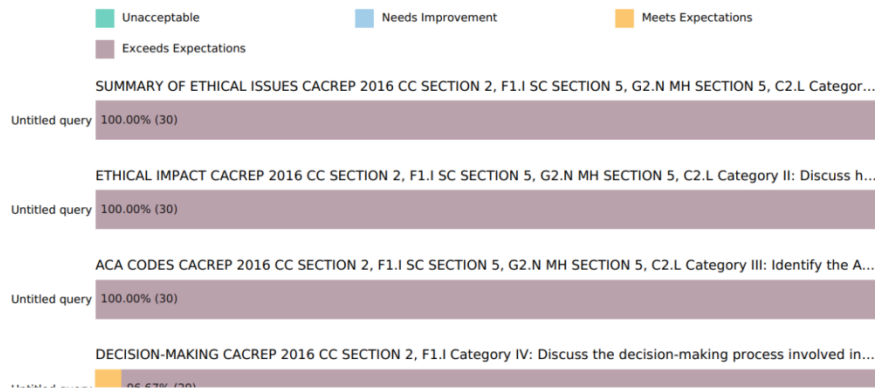 Unacceptable
Needs Improvement
Meets Expectations
Exceeds Expectations
SUMMARY OF ETHICAL ISSUES CACREP 2016 CC SECTION 2, F1.I SC SECTION 5, G2.N MH SECTION 5, C2.L Categor...
Untitled query 100.00% (30)
ETHICAL IMPACT CACREP 2016 CC SECTION 2, F1.I SC SECTION 5, G2.N MH SECTION 5, C2.L Category II: Discuss h...
Untitled query 100.00% (30)
ACA CODES CACREP 2016 CC SECTION 2, F1.I SC SECTION 5, G2.N MH SECTION 5, C2.L Category III: Identify the A...
Untitled query 100.00% (30)
DECISION-MAKING CACREP 2016 CC SECTION 2, F1.I Category IV: Discuss the decision-making process involved in...
Untitled query 96.67% (29)